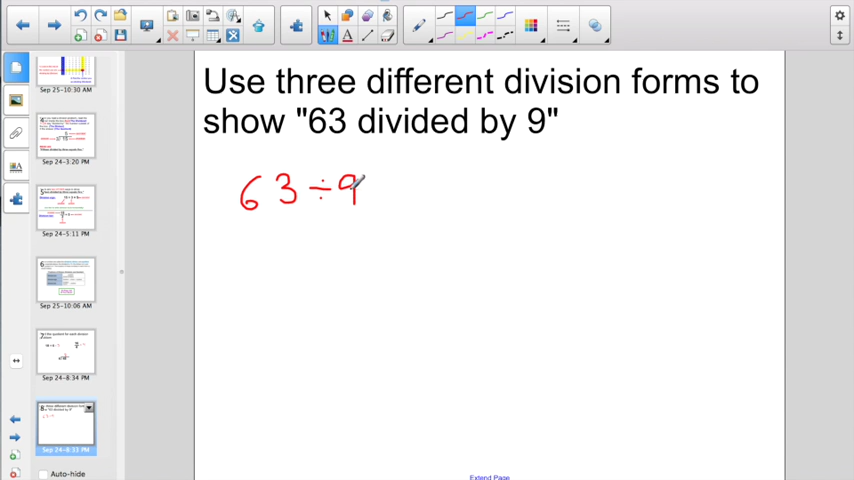 Use three different division forms to
show "63 divided by 9"
63÷9
Sep 25-10:30 AM
Sep 24-3:20 PM
Sep 24-5:11 PM
Sep 25-10:06 AM
Sep 24-8:34 PM
Sep 24-8:33 PM
Auto-hide
Extend Page